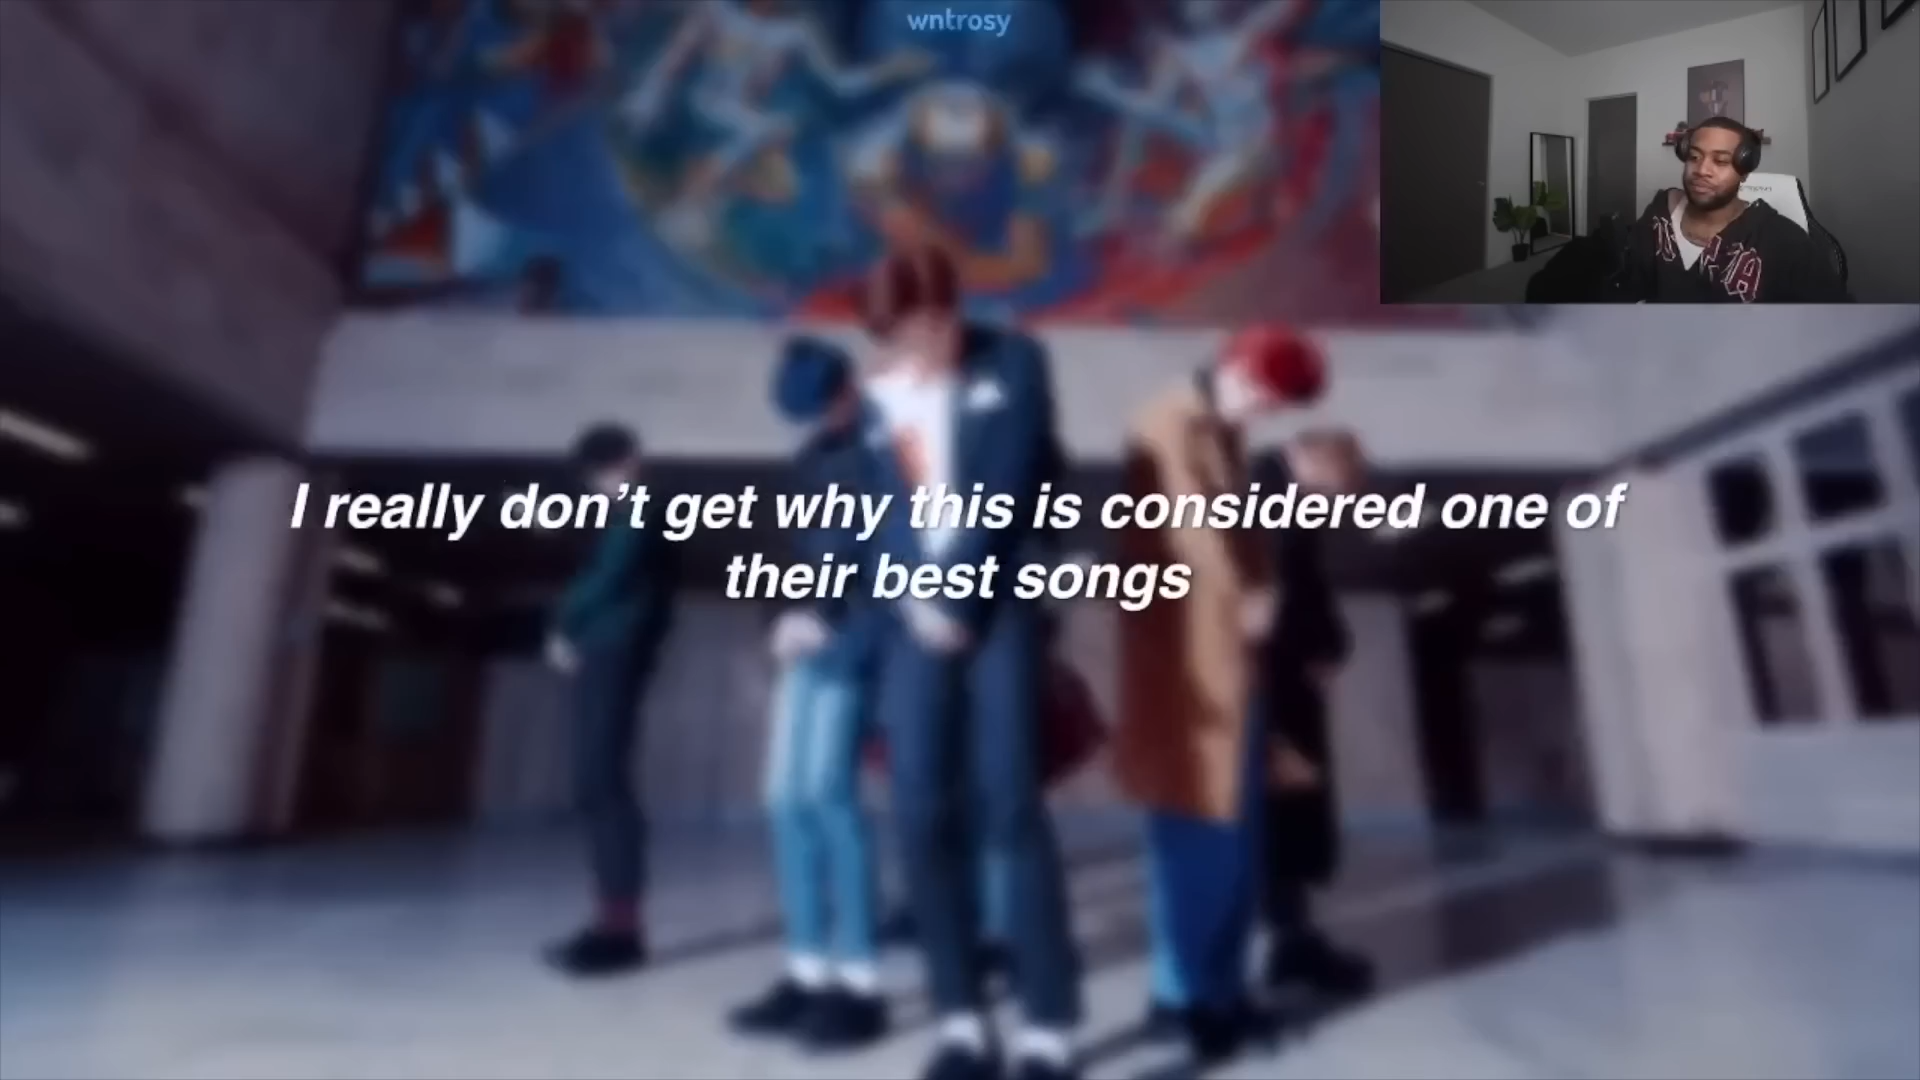 wntrosy
I really don't get why this is considered one of
their best songs